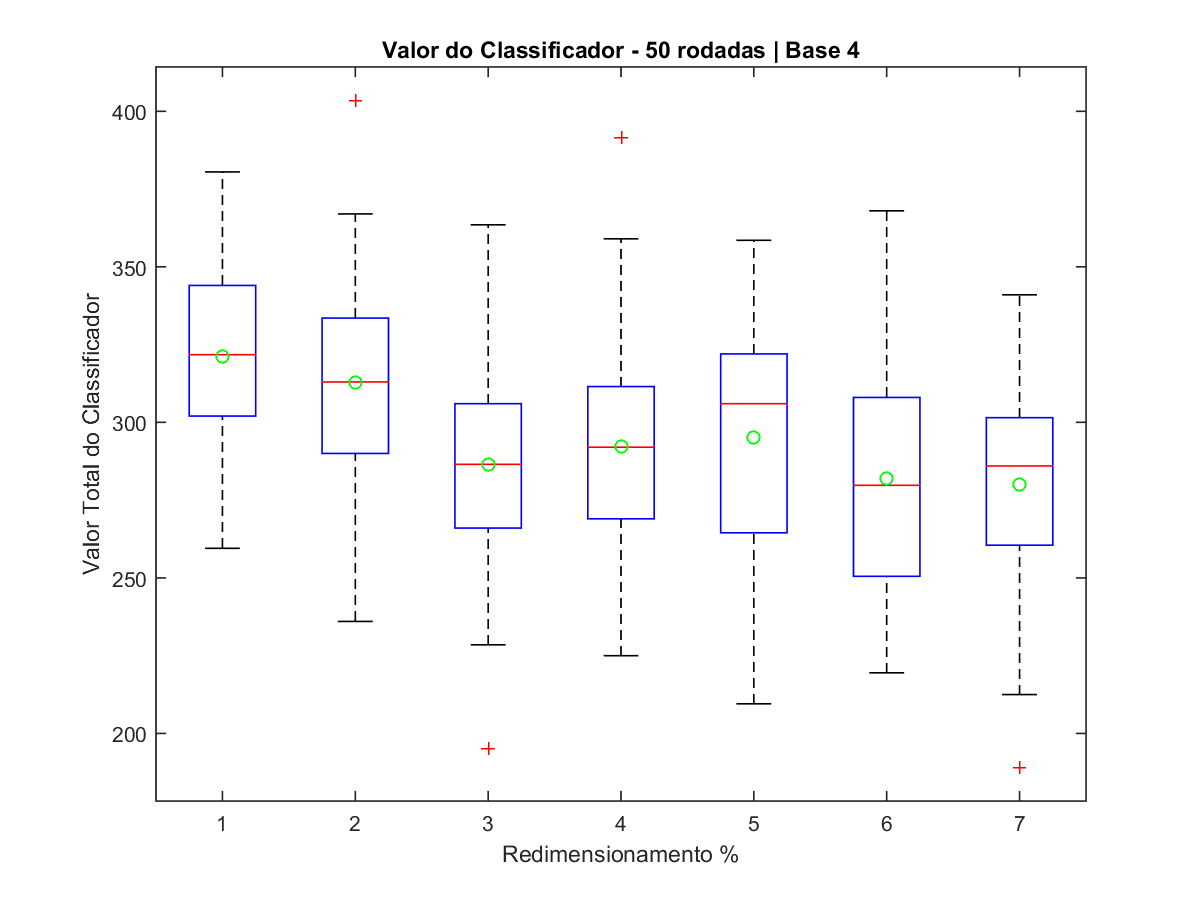 Valor do Classificador - 50 rodadas | Base 4
Valor Total do Classificador
400
350
300
250
200
1 2 3 4 5 6 7
Redimensionamento %